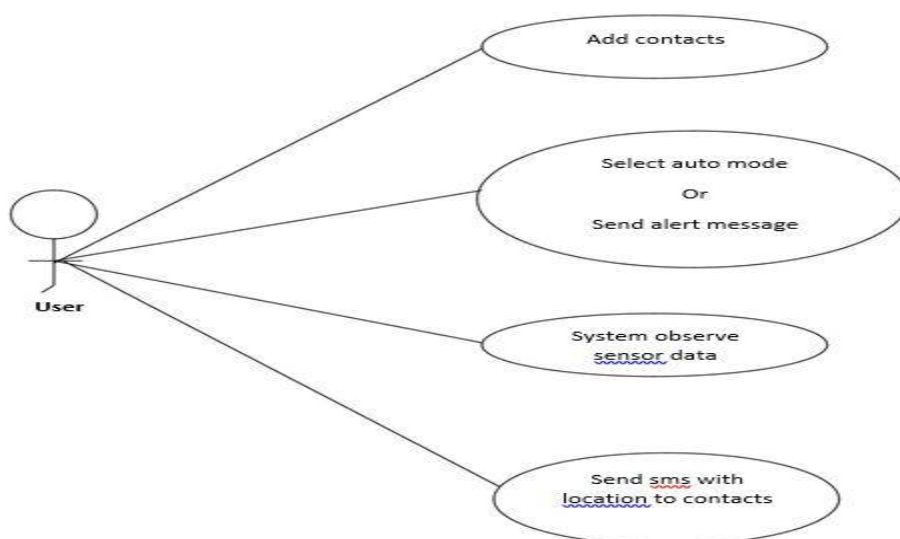 Add contacts
Select auto mode
Or
Send alert message
User
System observe
sensor data
Send sms with
location to contacts